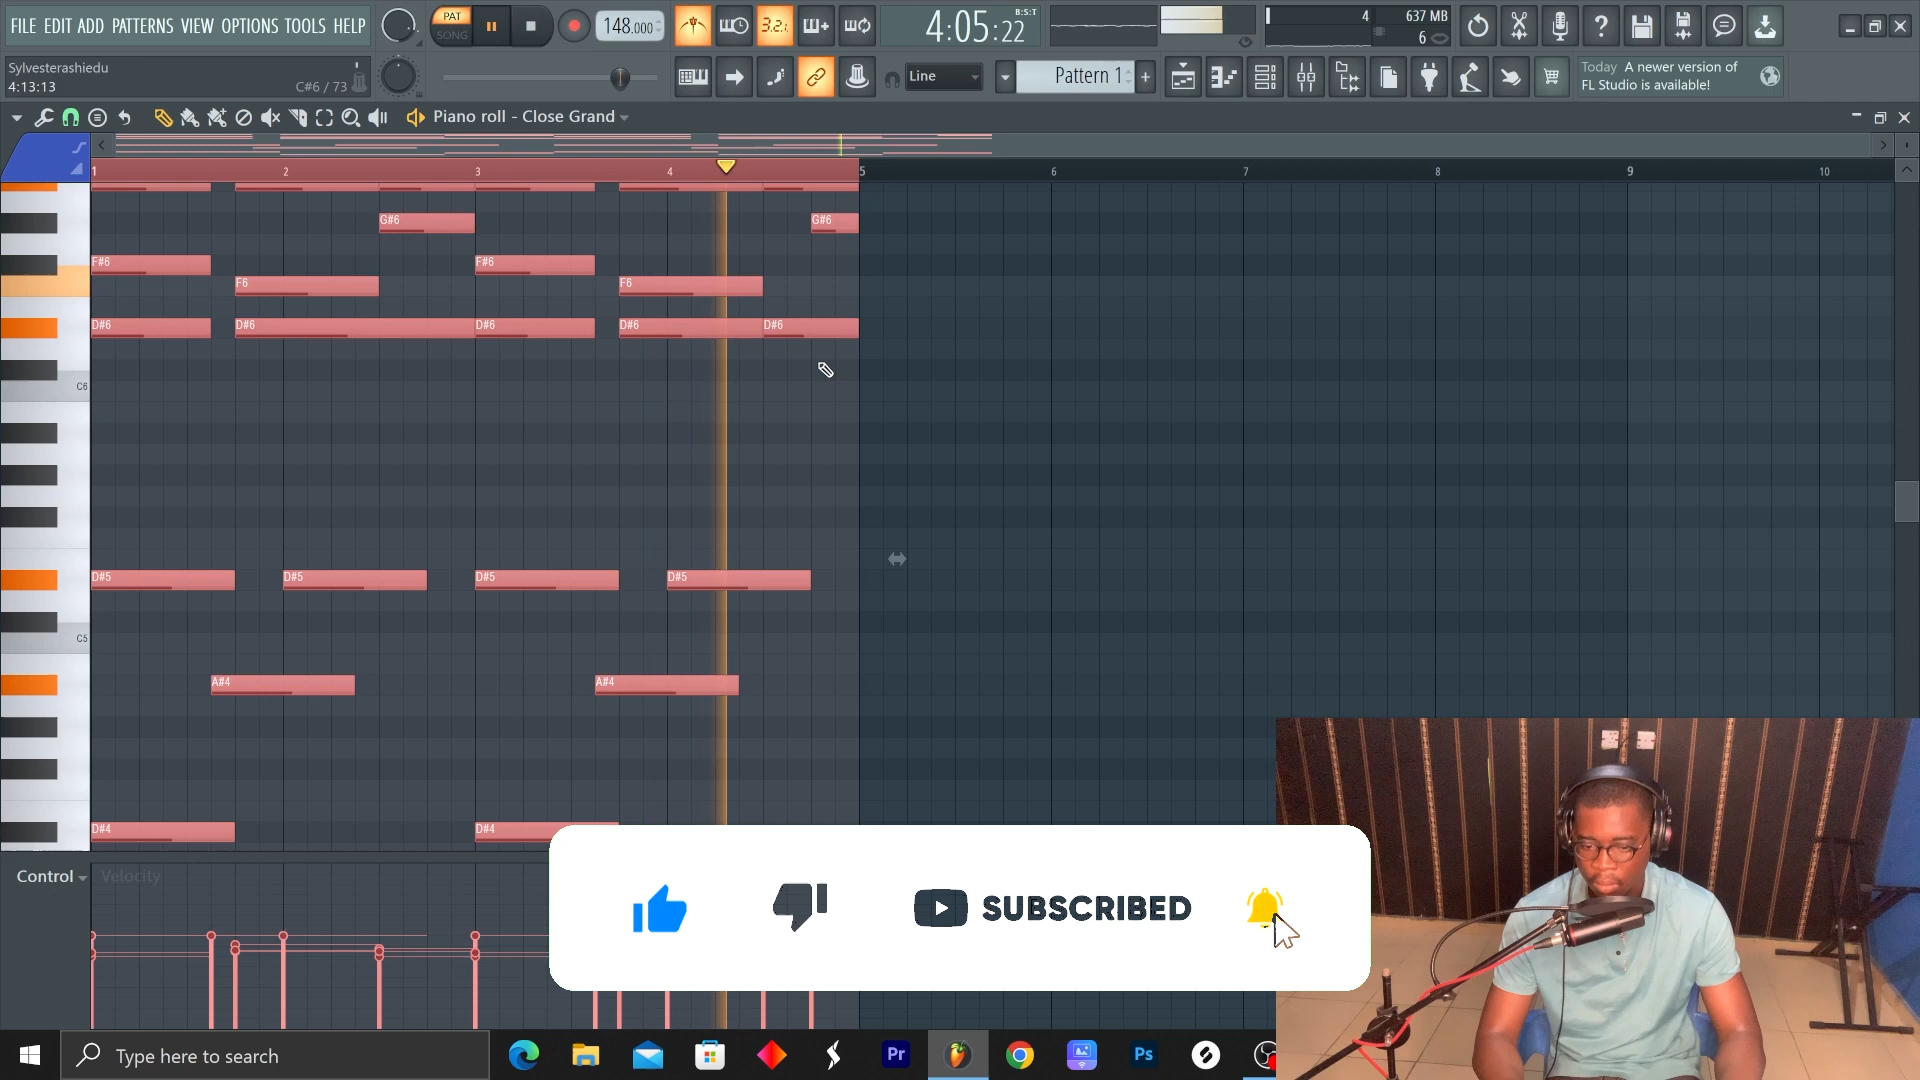 FILE EDIT ADD PATTERNS VIEW OPTIONS TOOLS HELP
PAT
SONG
148.000
3.2.1
4:05:22
B:S:T
4
637 MB
6
Sylvesterashiedu
4:13:13
C#6 / 73
Line
Pattern 1
Today A newer version of
FL Studio is available!
Piano roll - Close Grand
1 2 3 4 5 6 7 8 9 10
G#6 G#6
F#6 F#6
F6 F6
D#6 D#6 D#6 D#6 D#6
C6
D#5 D#5 D#5 D#5
C5
A#4 A#4
D#4 D#4
Control Velocity
SUBSCRIBED
Type here to search
Pr
Ps